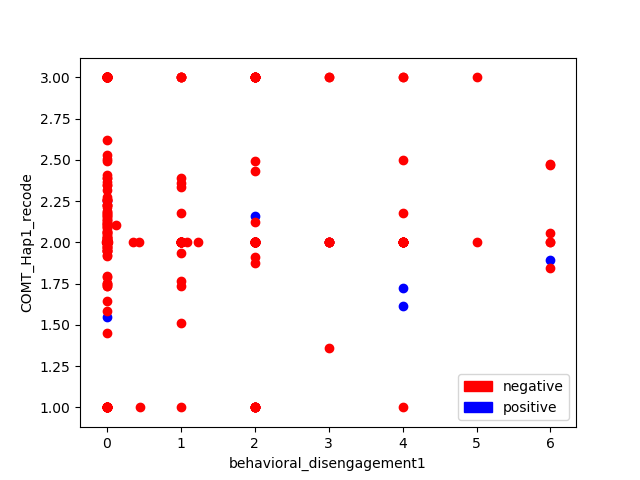 3.00
2.75
2.50
2.25
2.00
1.75
1.50
1.25
1.00
COMT_Hap1_recode
negative
positive
0 1 2 3 4 5 6
behavioral_disengagement1